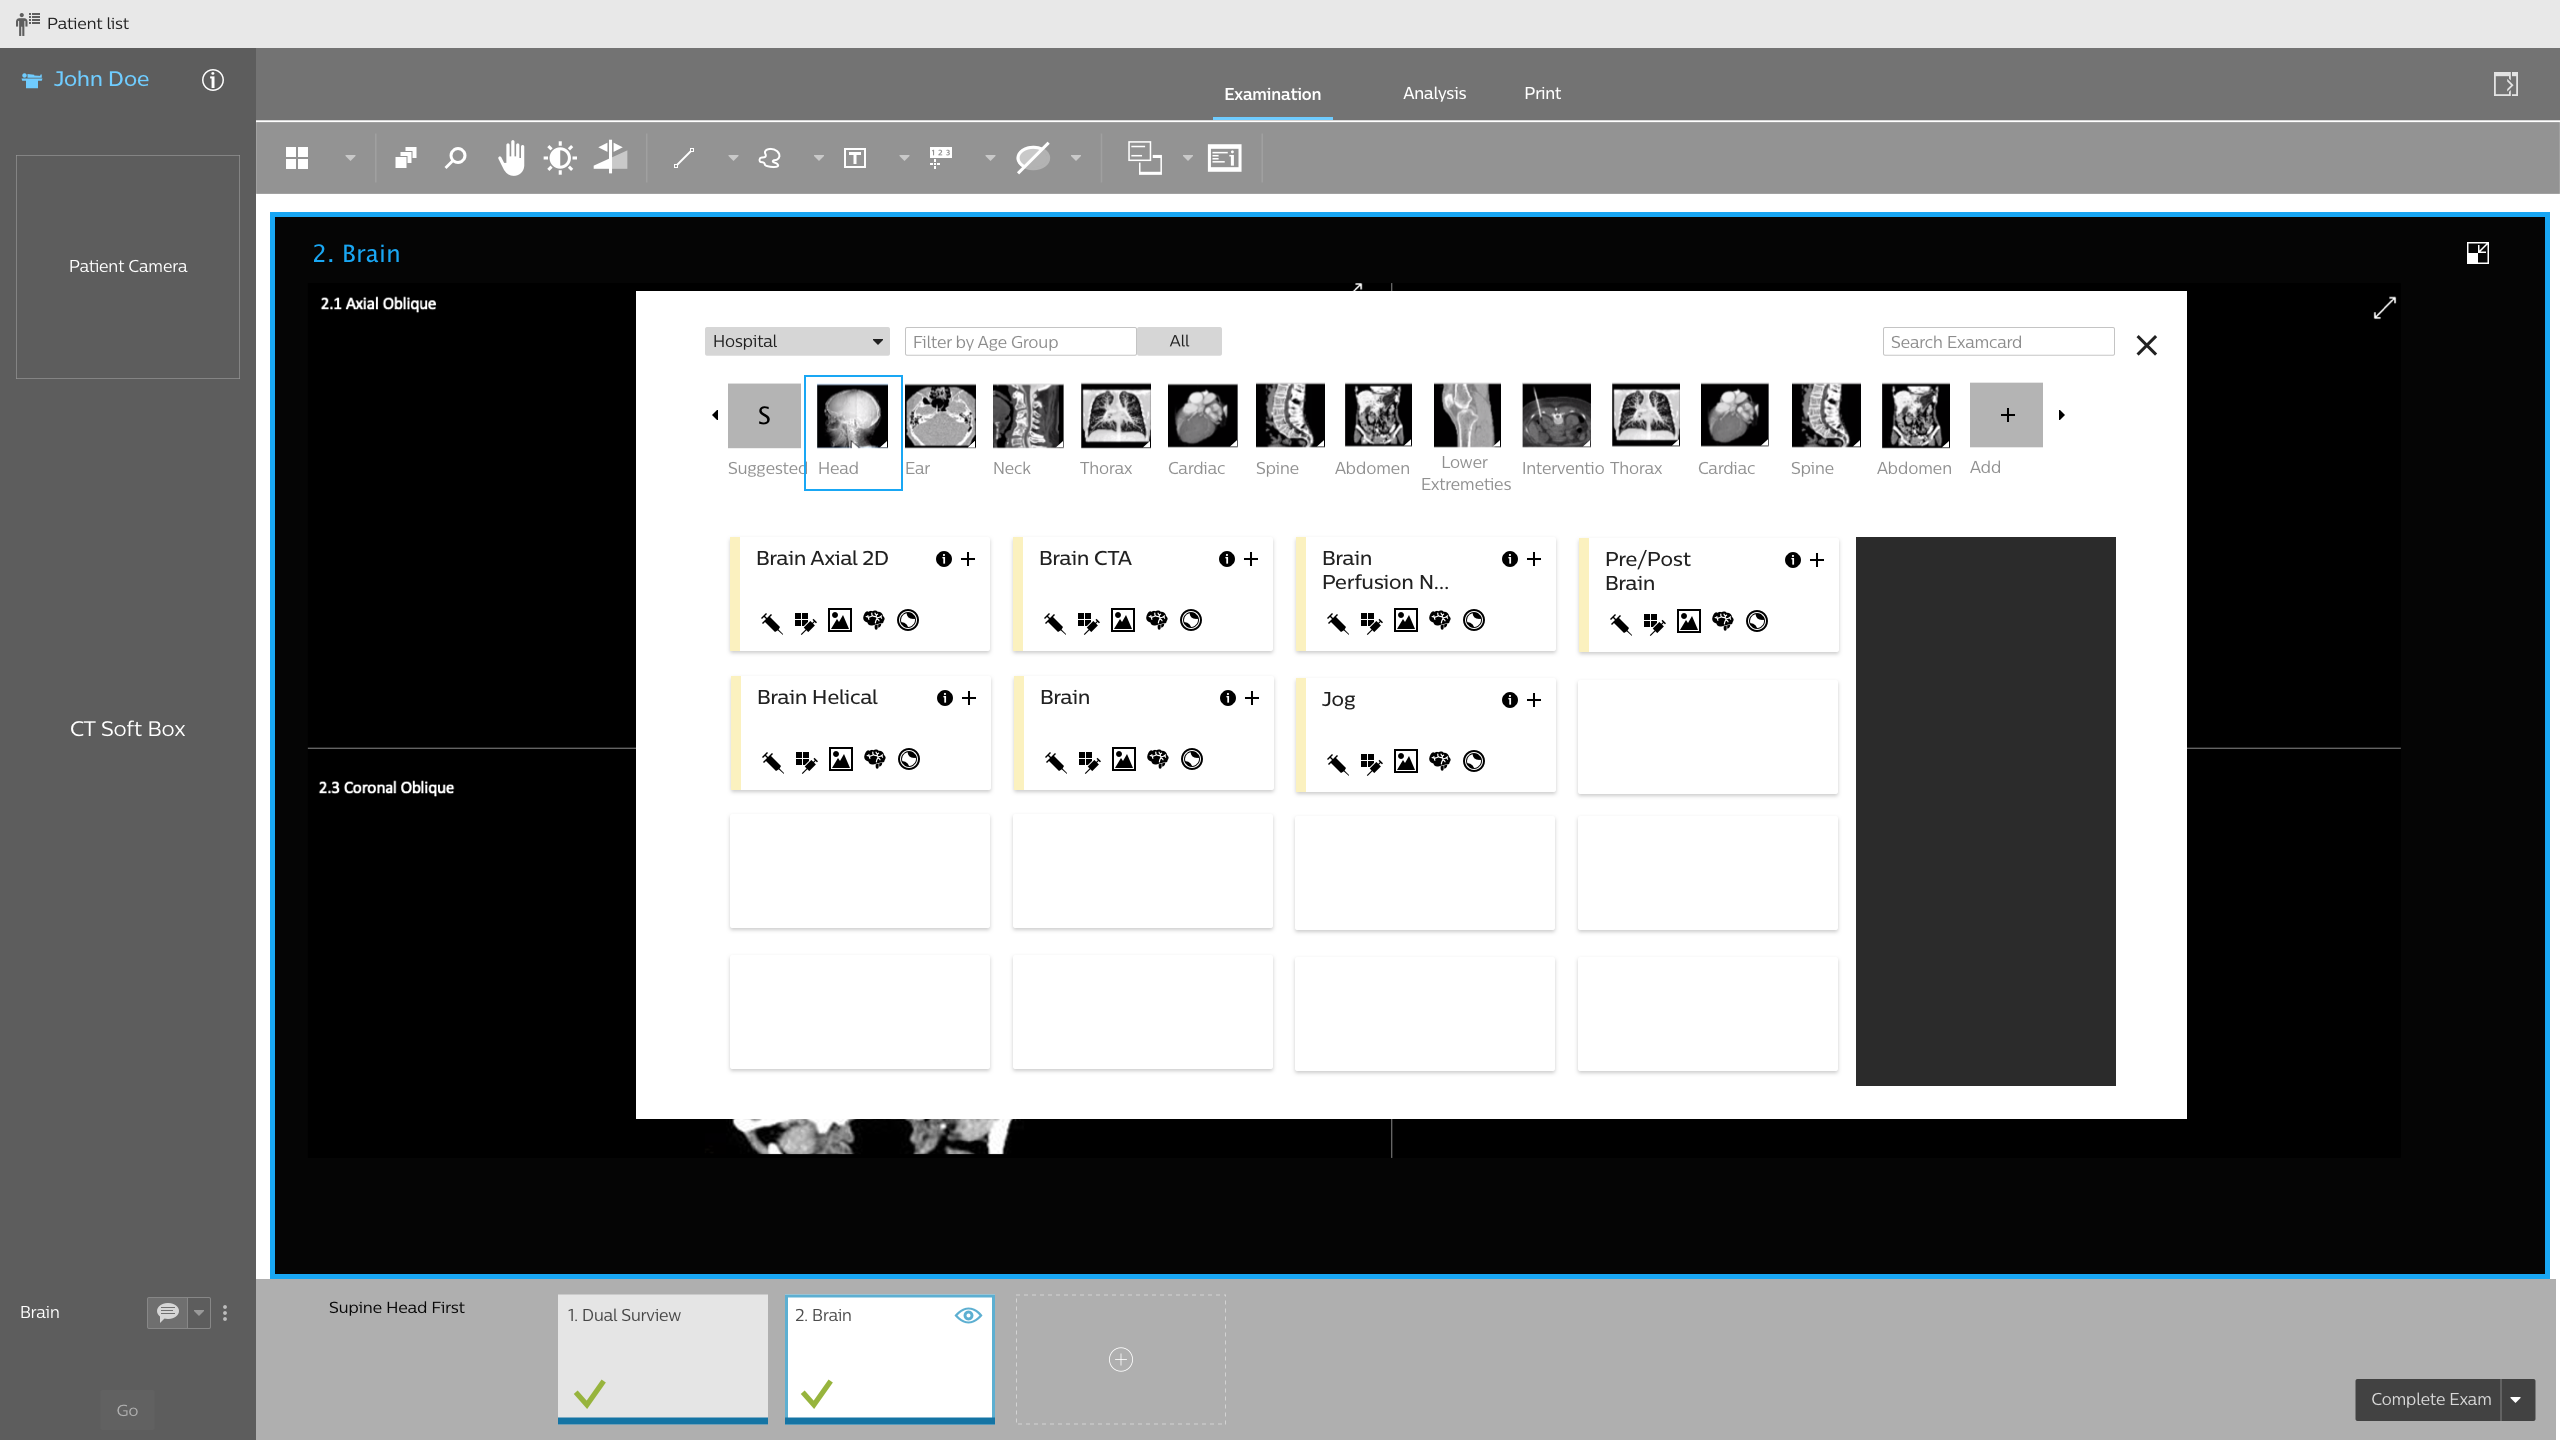 Patient list
John Doe
Examination
Analysis
Print
Patient Camera
2. Brain
2.1 Axial Oblique
Hospital
Filter by Age Group
All
Search Examcard
S
Suggested
Head
Ear
Neck
Thorax
Cardiac
Spine
Abdomen
Lower
Extremeties
Interventio
Thorax
Cardiac
Spine
Abdomen
Add
Brain Axial 2D
Brain CTA
Brain
Perfusion N...
Pre/Post
Brain
Brain Helical
Brain
Jog
CT Soft Box
2.3 Coronal Oblique
Brain
Go
Supine Head First
1. Dual Surview
2. Brain
Complete Exam